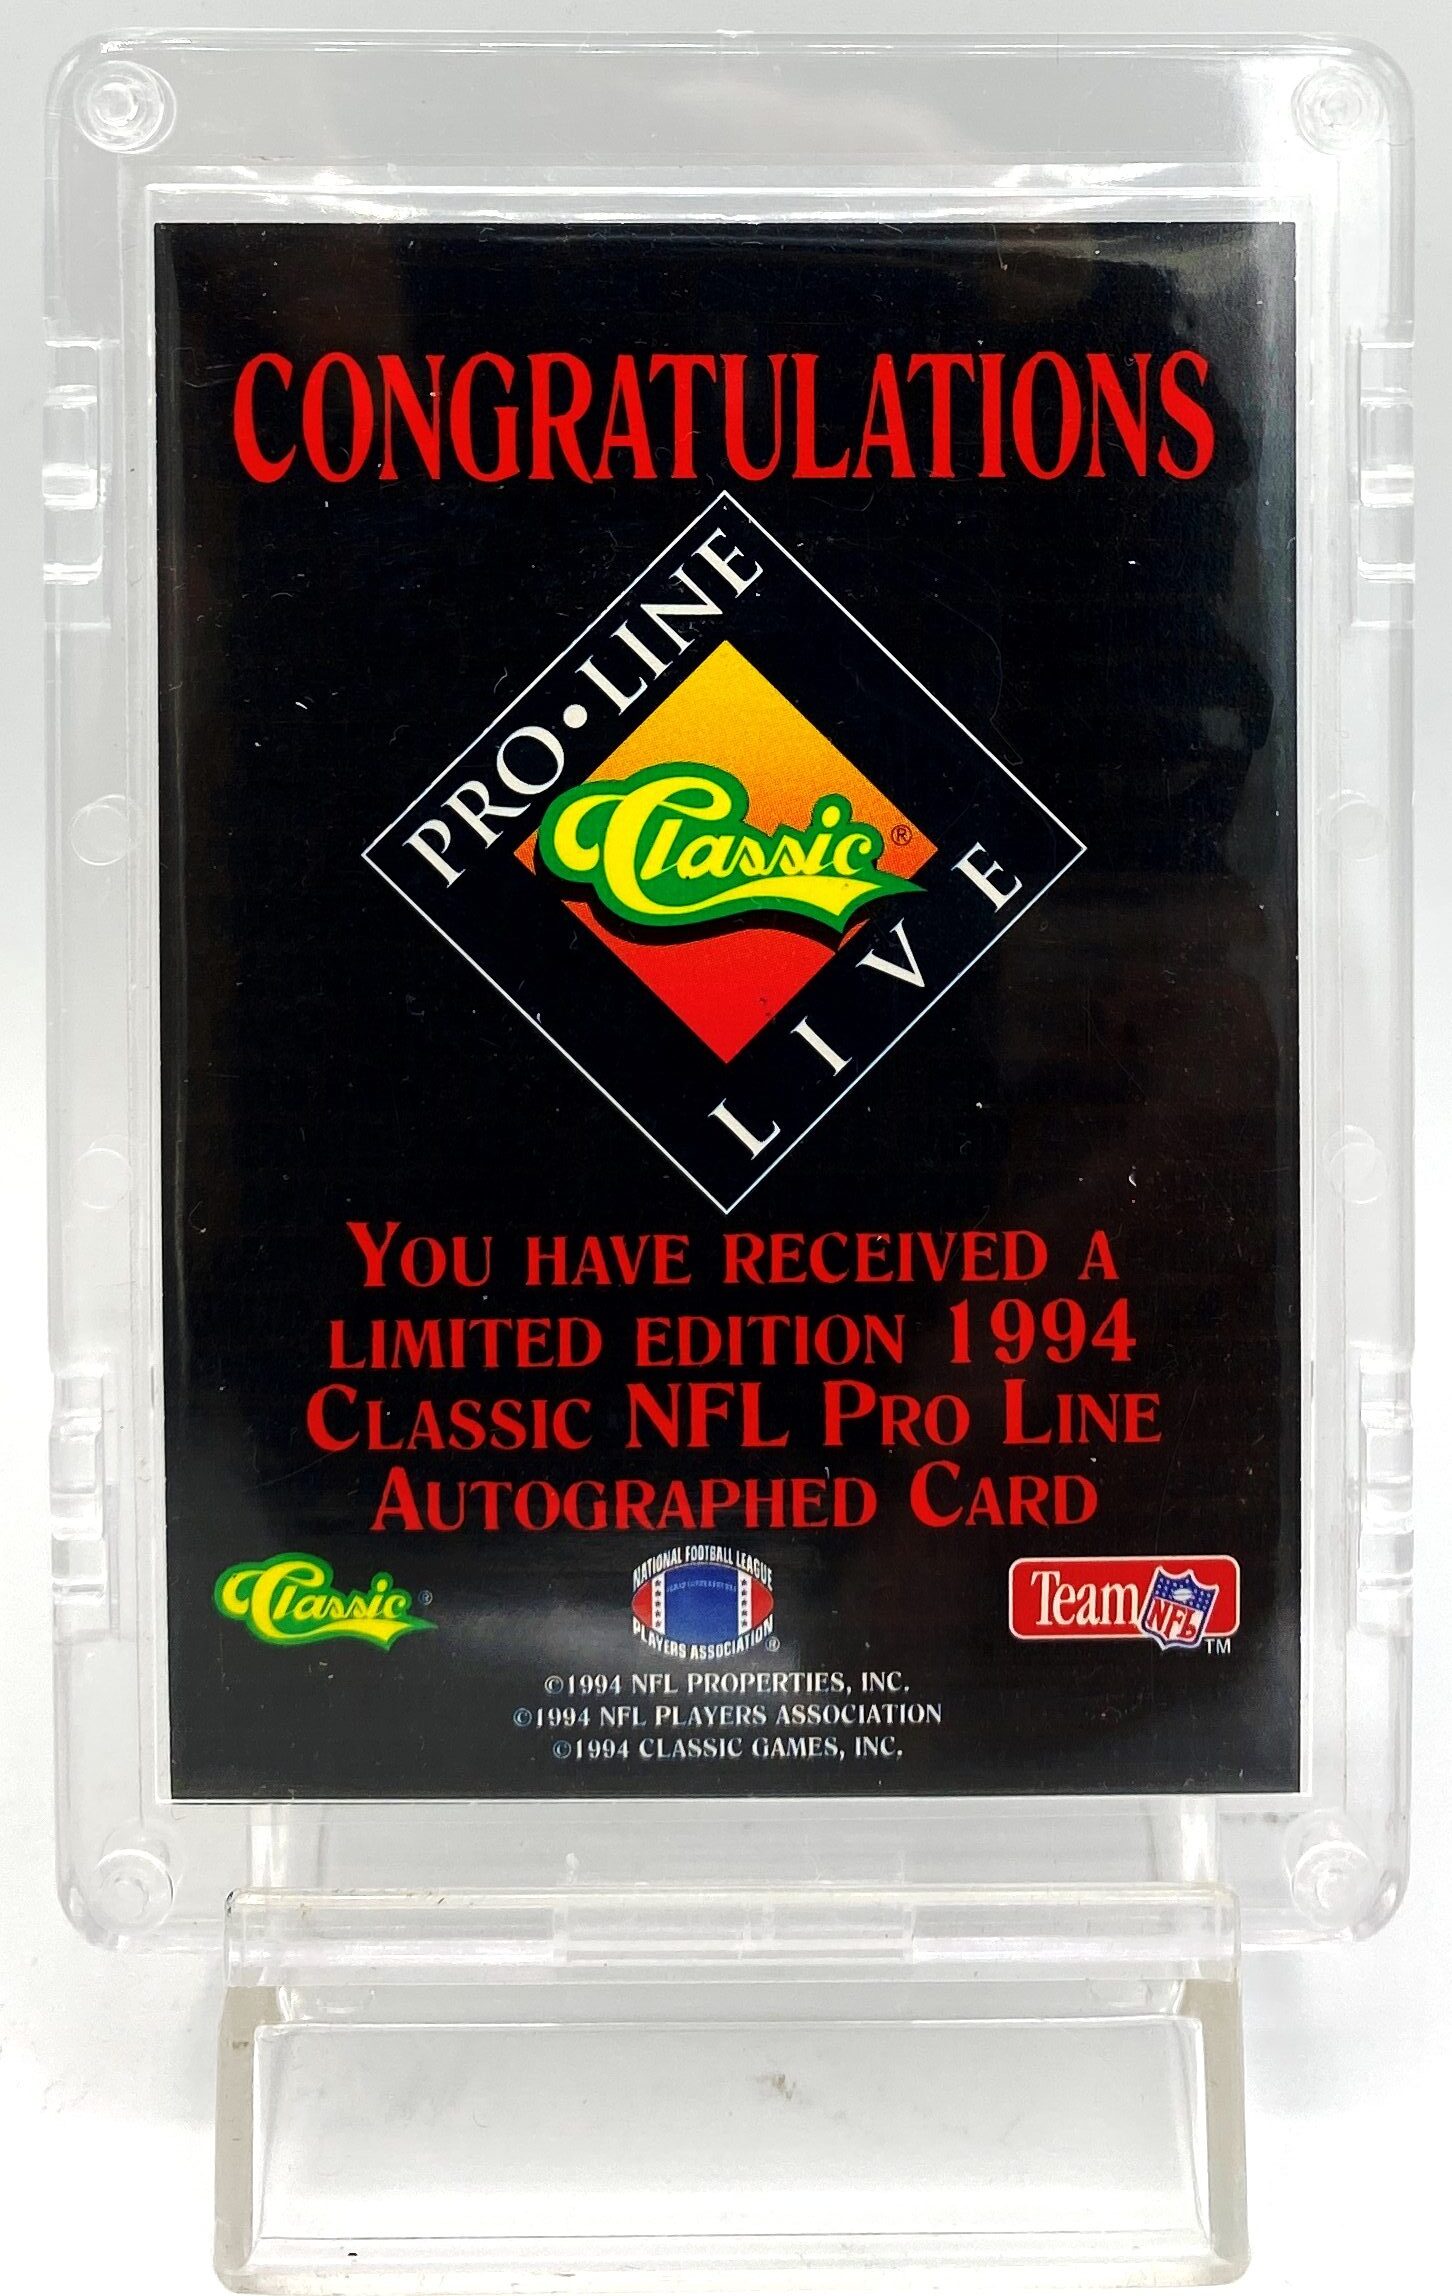 CONGRATULATIONS
PRO•LINE
Classic®
LIVE
YOU HAVE RECEIVED A
LIMITED EDITION 1994
CLASSIC NFL PRO LINE
AUTOGRAPHED CARD
Classic®
NATIONAL FOOTBALL LEAGUE
PLAYERS ASSOCIATION®
Team NFL™
©1994 NFL PROPERTIES, INC.
©1994 NFL PLAYERS ASSOCIATION
©1994 CLASSIC GAMES, INC.